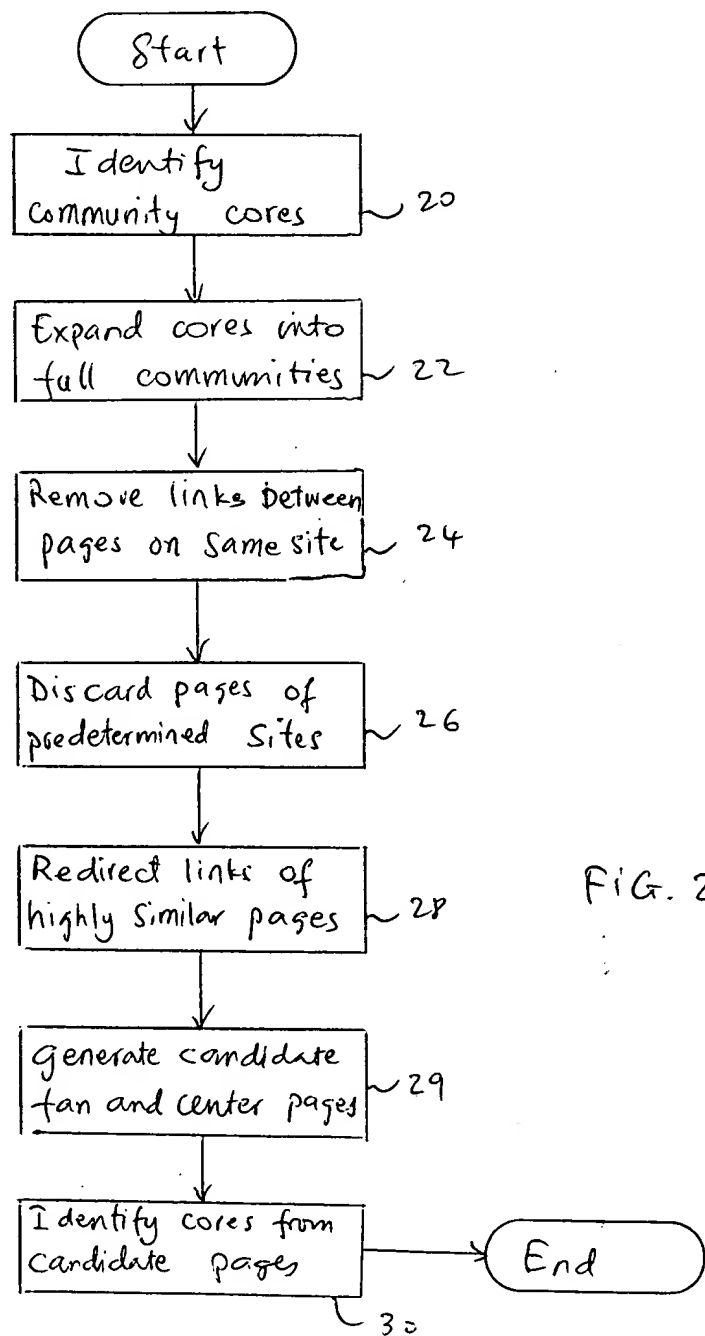 Start
Identify
community cores
20
Expand cores into
full communities
22
Remove links between
pages on same site
24
Discard pages of
predetermined sites
26
Redirect links of
highly similar pages
28
FIG. 2
generate candidate
fan and center pages
29
Identify cores from
candidate pages
30
End